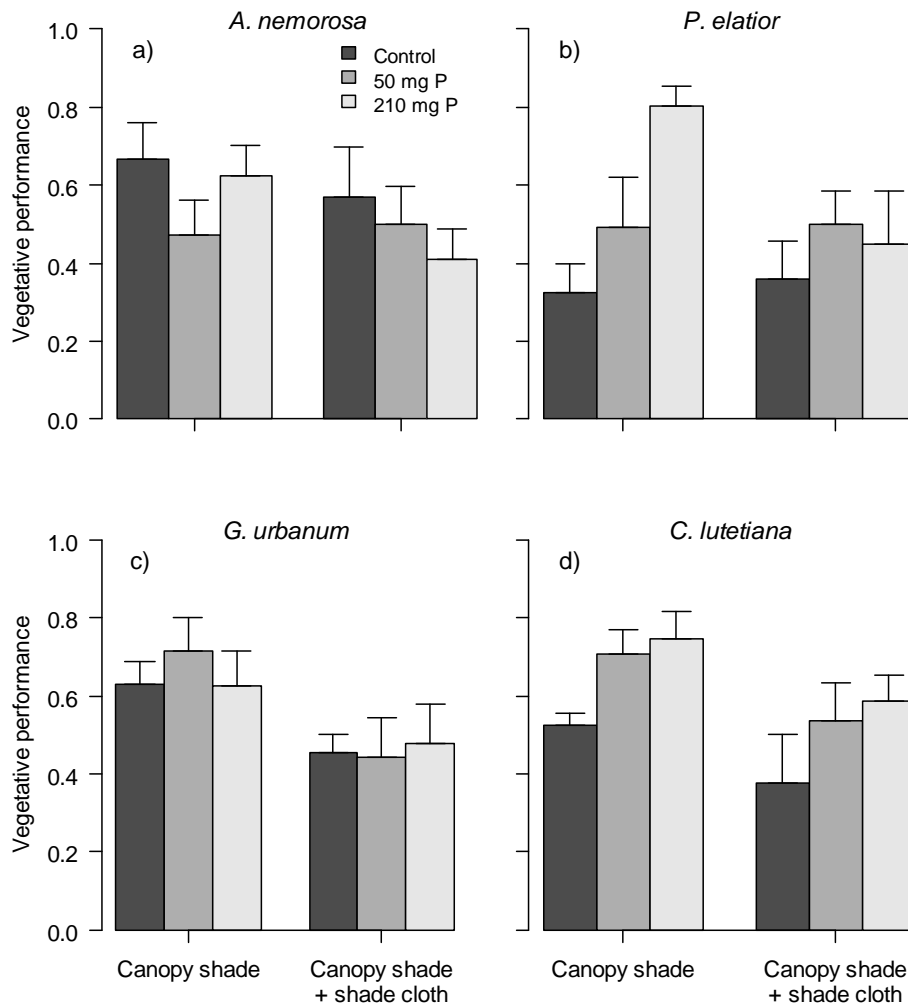 A. nemorosa
P. elatior
a)
Control
50 mg P
210 mg P
b)
1.0
0.8
0.6
0.4
0.2
0.0
Vegetative performance
G. urbanum
C. lutetiana
c)
d)
1.0
0.8
0.6
0.4
0.2
0.0
Vegetative performance
Canopy shade
Canopy shade
+ shade cloth
Canopy shade
Canopy shade
+ shade cloth